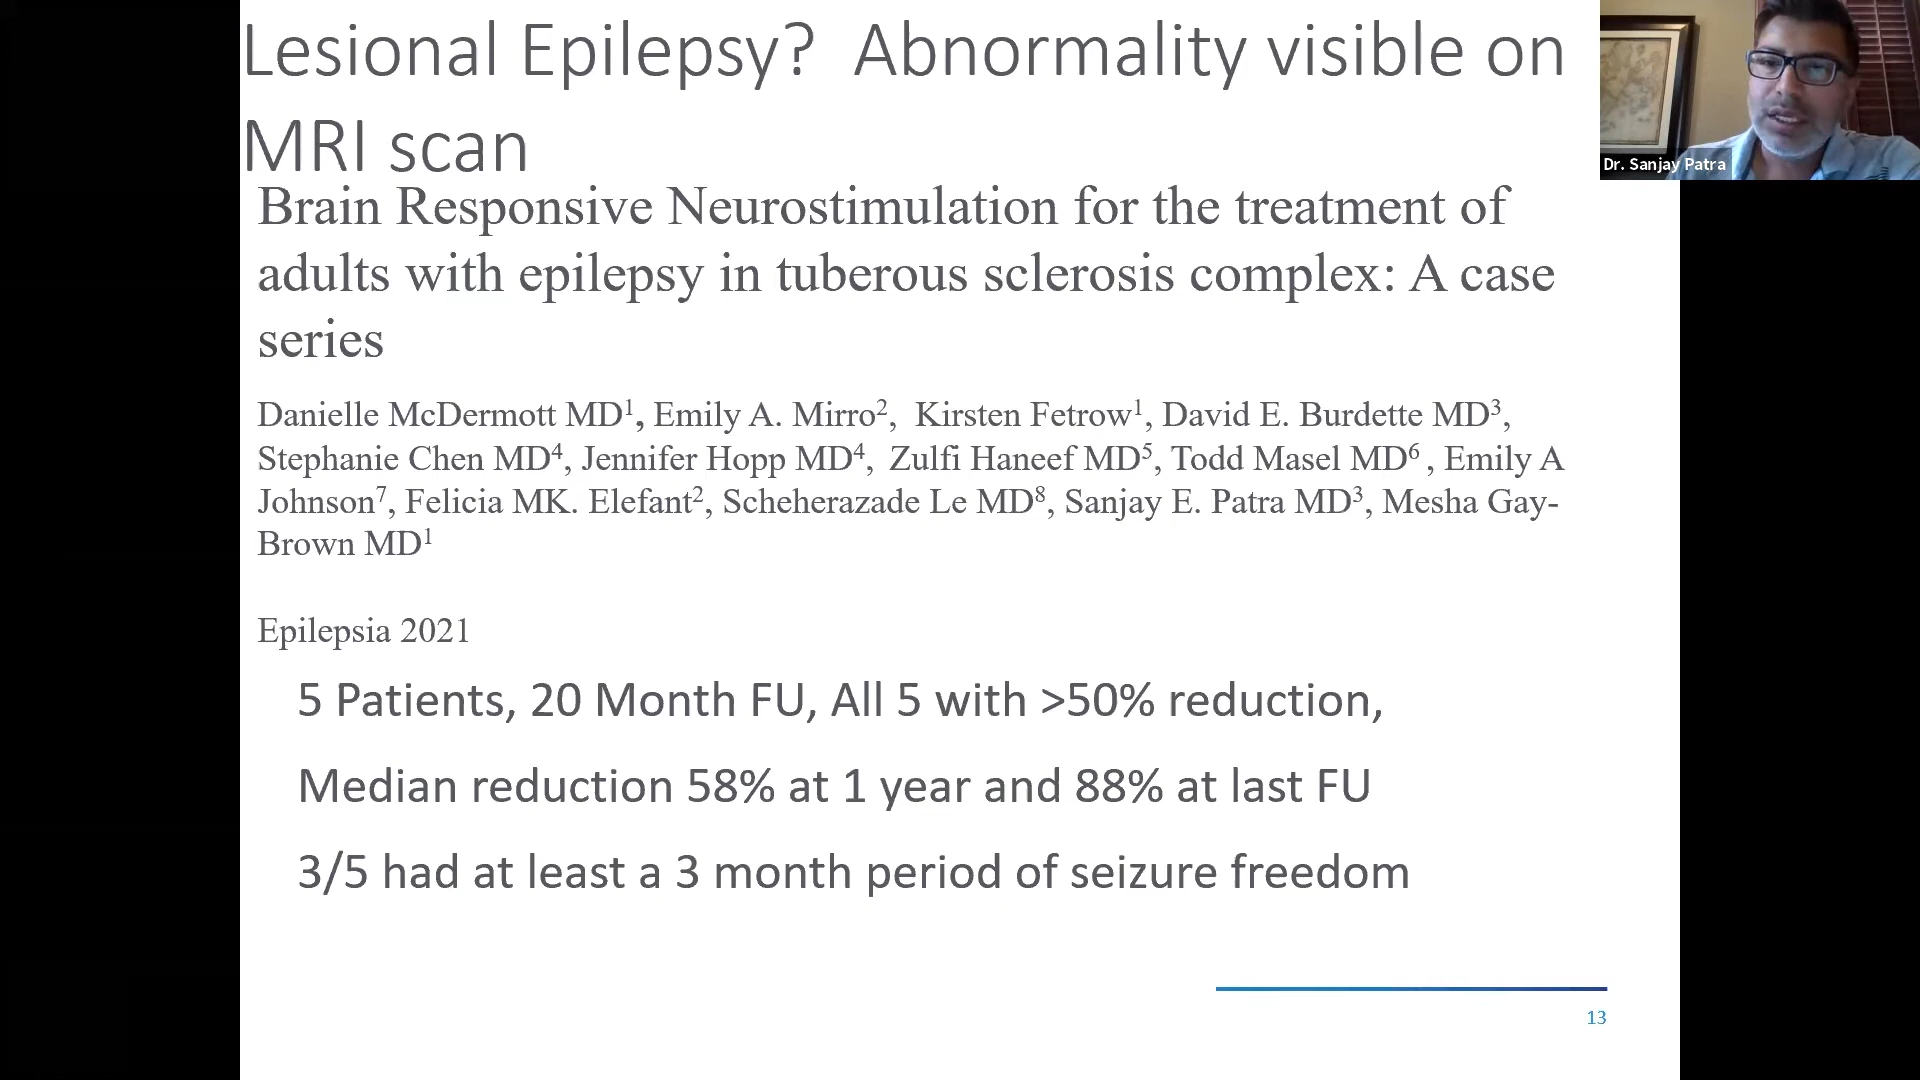 Lesional Epilepsy?  Abnormality visible on
MRI scan
Dr. Sanjay Patra
Brain Responsive Neurostimulation for the treatment of
adults with epilepsy in tuberous sclerosis complex: A case
series
Danielle McDermott MD¹, Emily A. Mirro²,  Kirsten Fetrow¹, David E. Burdette MD³,
Stephanie Chen MD⁴, Jennifer Hopp MD⁴,  Zulfi Haneef MD⁵, Todd Masel MD⁶ , Emily A
Johnson⁷, Felicia MK. Elefant², Scheherazade Le MD⁸, Sanjay E. Patra MD³, Mesha Gay-
Brown MD¹
Epilepsia 2021
5 Patients, 20 Month FU, All 5 with >50% reduction,
Median reduction 58% at 1 year and 88% at last FU
3/5 had at least a 3 month period of seizure freedom
13